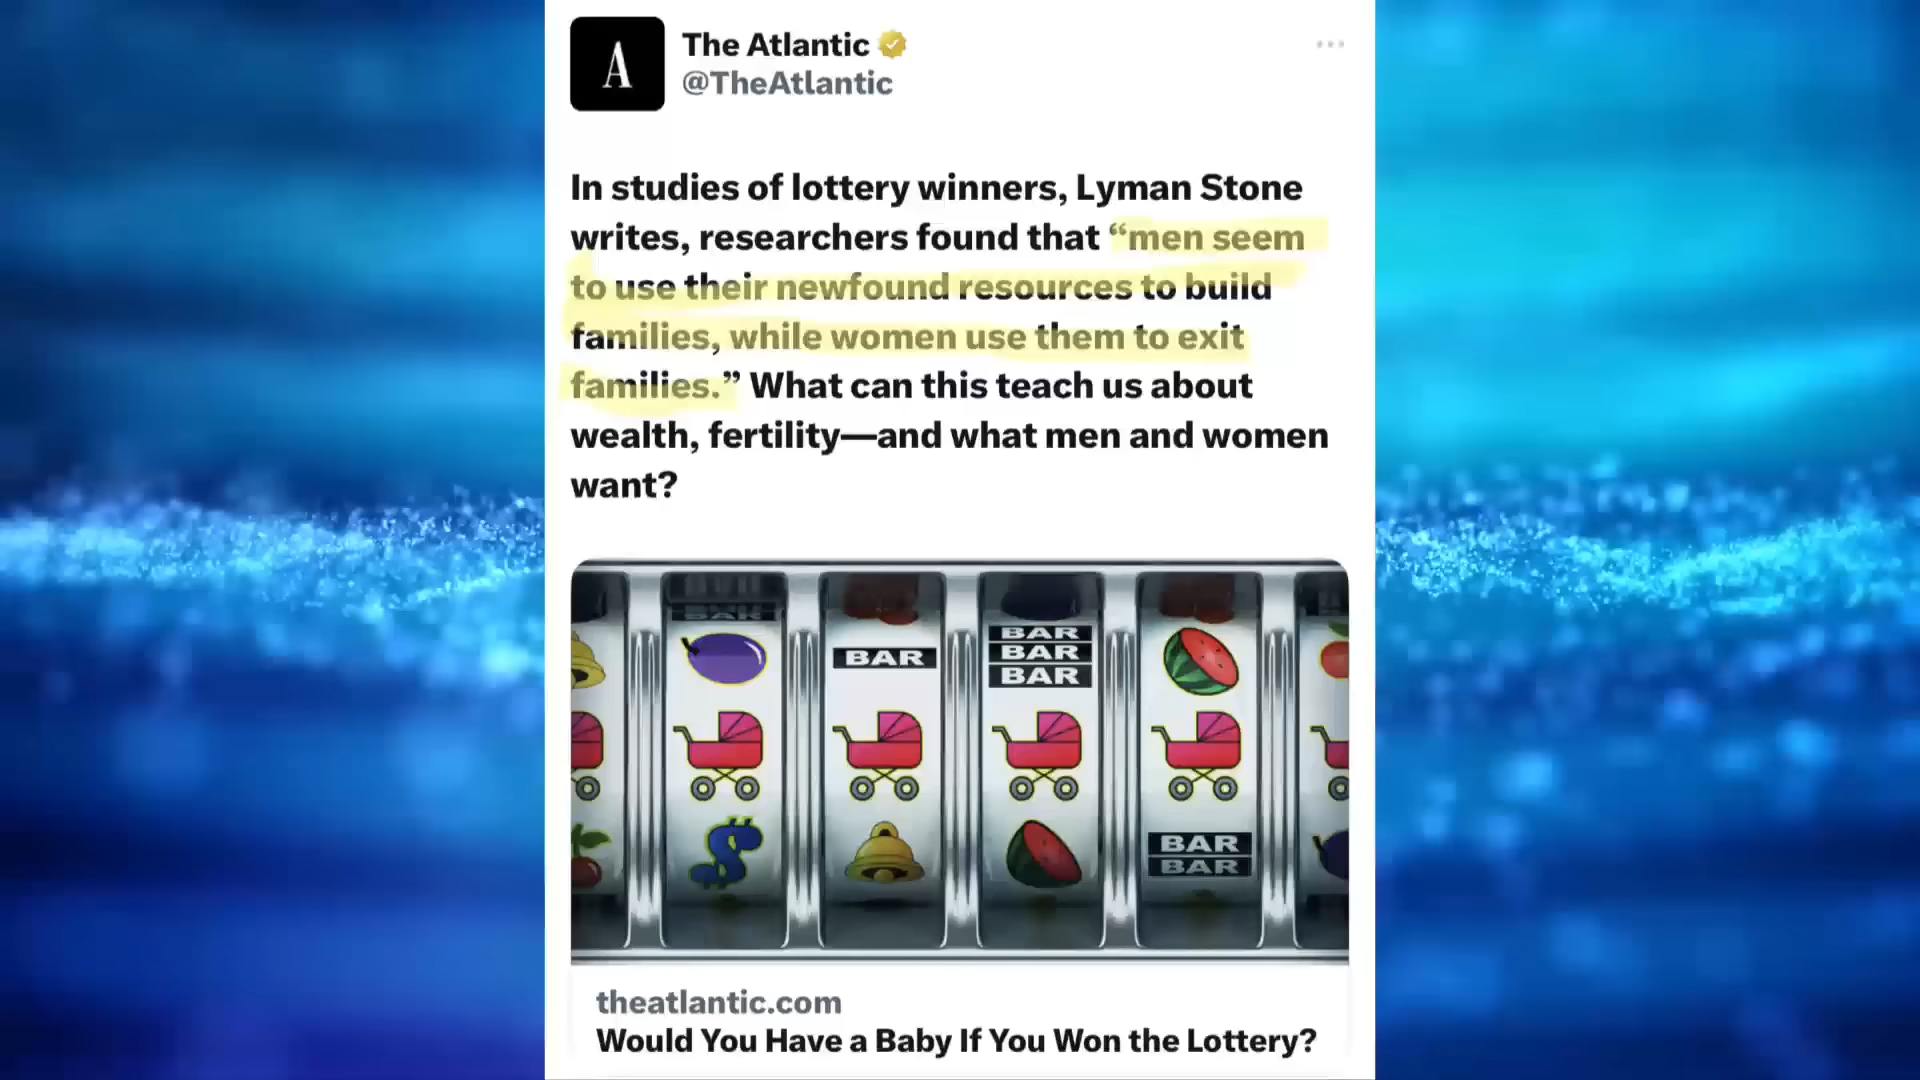 A
The Atlantic
@TheAtlantic
In studies of lottery winners, Lyman Stone
writes, researchers found that “men seem
to use their newfound resources to build
families, while women use them to exit
families.” What can this teach us about
wealth, fertility—and what men and women
want?
BAR
BAR
BAR
BAR
BAR
BAR
BAR
theatlantic.com
Would You Have a Baby If You Won the Lottery?